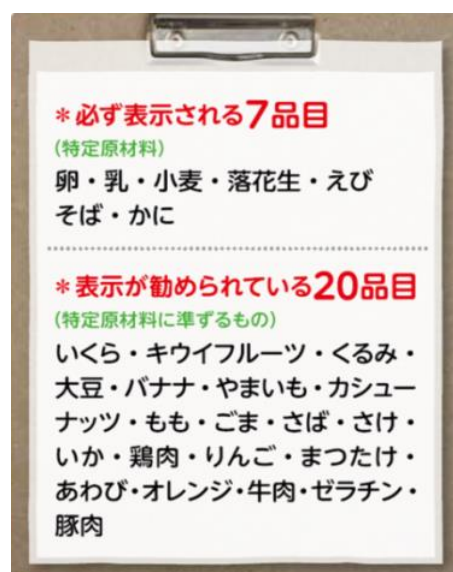 *必ず表示される7品目
(特定原材料)
卵・乳・小麦・落花生・えび
そば・かに
*表示が勧められている20品目
(特定原材料に準ずるもの)
いくら・キウイフルーツ・くるみ・
大豆・バナナ・やまいも・カシュー
ナッツ・もも・ごま・さば・さけ・
いか・鶏肉・りんご・まつたけ・
あわび・オレンジ・牛肉・ゼラチン・
豚肉